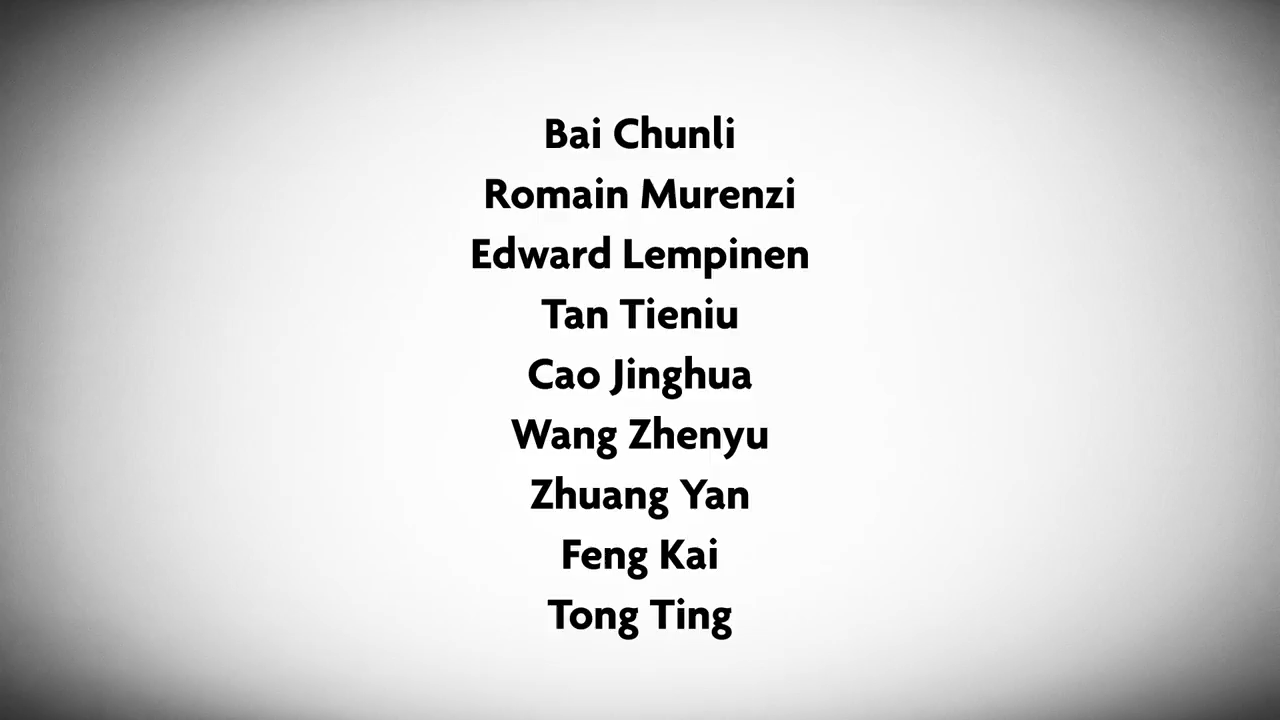 Bai Chunli
Romain Murenzi
Edward Lempinen
Tan Tieniu
Cao Jinghua
Wang Zhenyu
Zhuang Yan
Feng Kai
Tong Ting